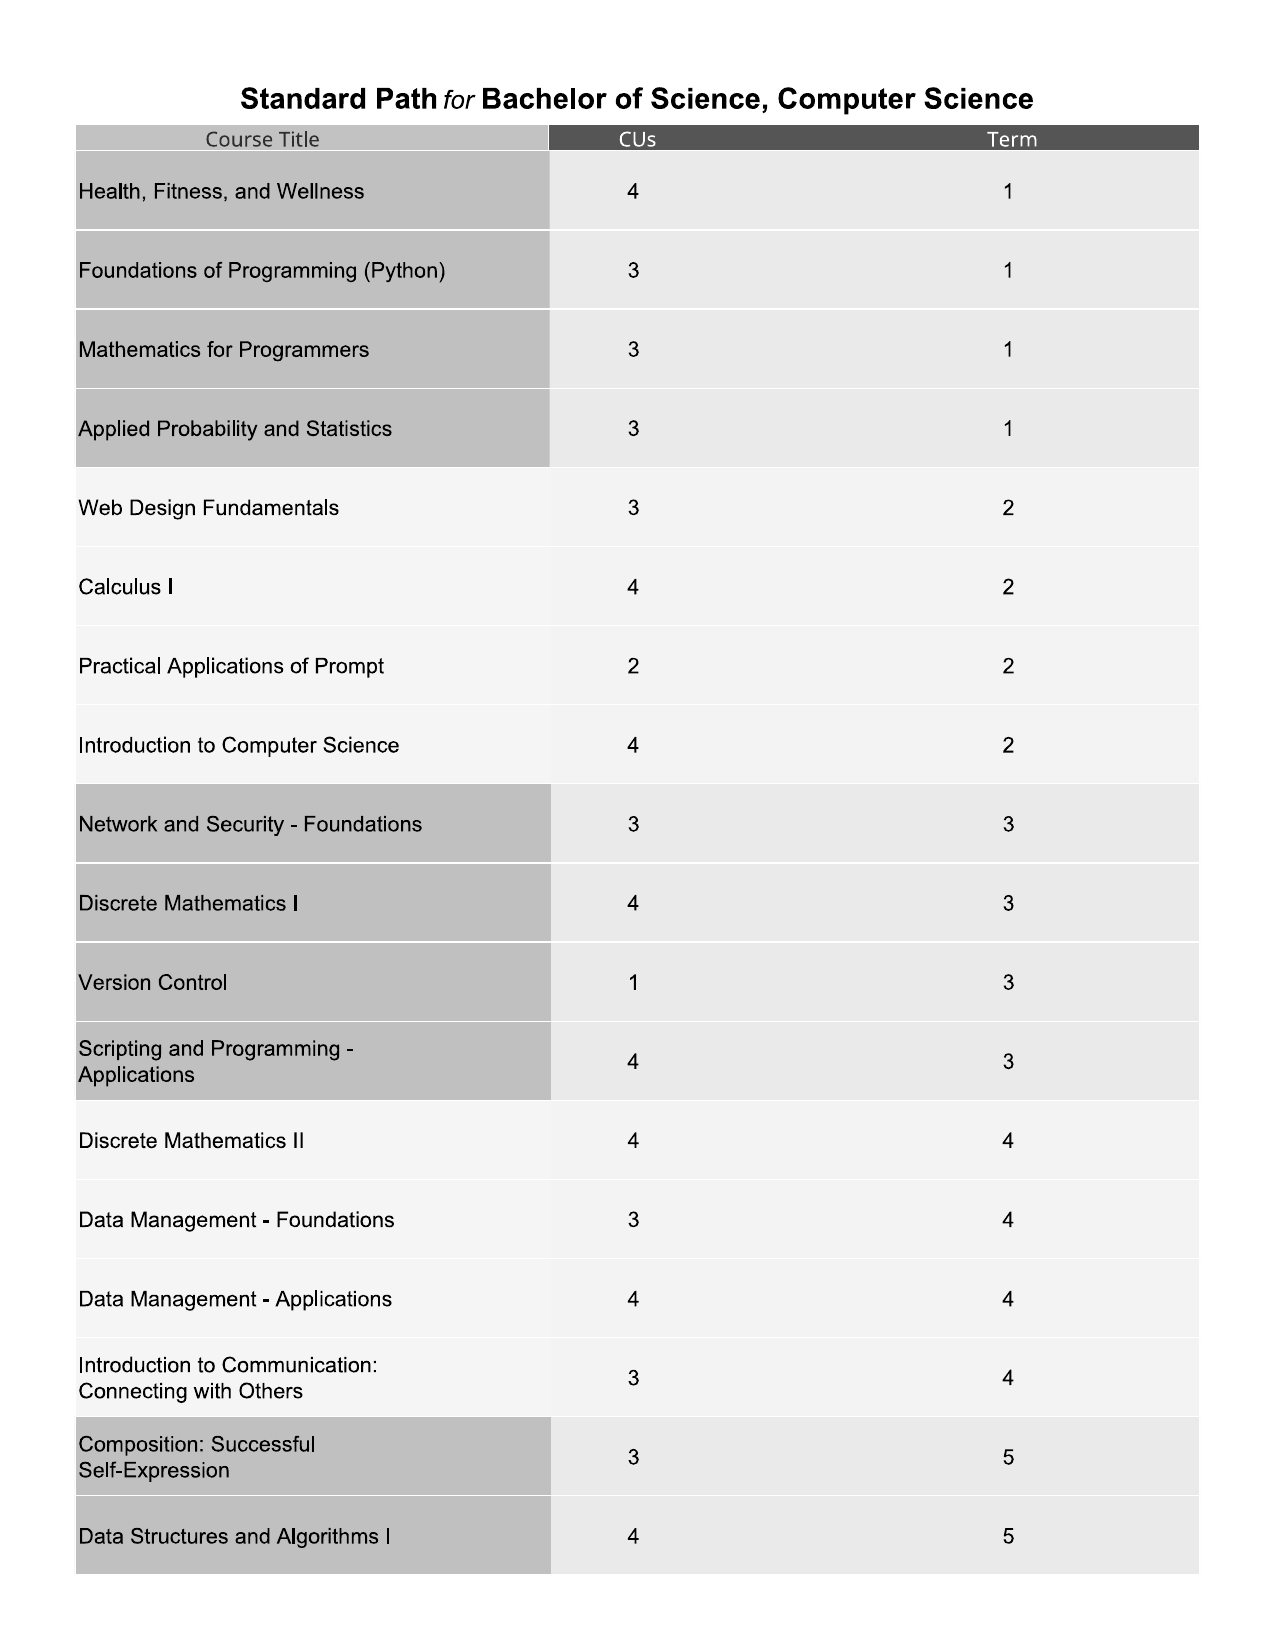 Standard Path for Bachelor of Science, Computer Science
Course Title CUs Term
Health, Fitness, and Wellness 4 1
Foundations of Programming (Python) 3 1
Mathematics for Programmers 3 1
Applied Probability and Statistics 3 1
Web Design Fundamentals 3 2
Calculus I 4 2
Practical Applications of Prompt 2 2
Introduction to Computer Science 4 2
Network and Security - Foundations 3 3
Discrete Mathematics I 4 3
Version Control 1 3
Scripting and Programming -
Applications 4 3
Discrete Mathematics II 4 4
Data Management - Foundations 3 4
Data Management - Applications 4 4
Introduction to Communication:
Connecting with Others 3 4
Composition: Successful
Self-Expression 3 5
Data Structures and Algorithms I 4 5